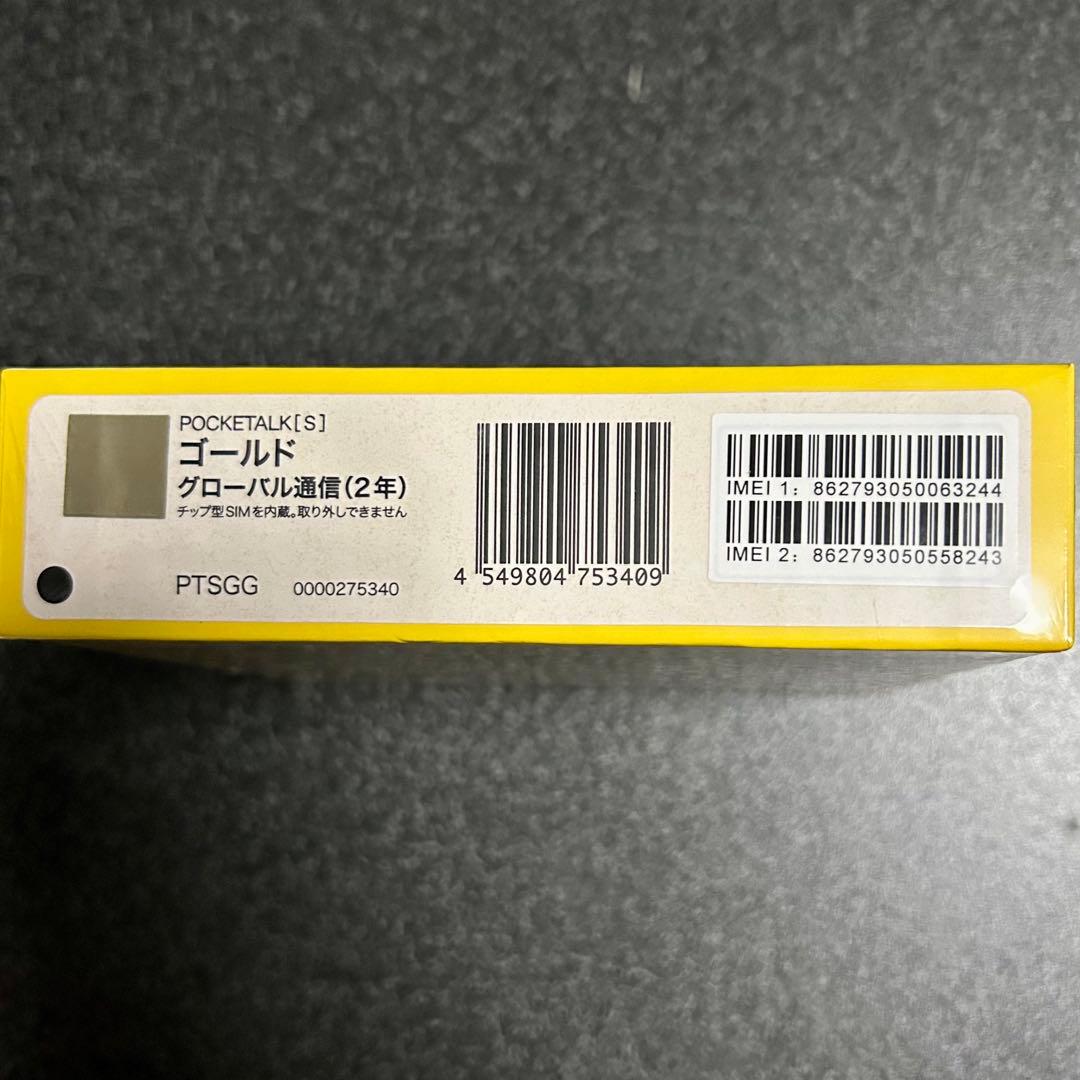 POCKETALK[S]
ゴールド
グローバル通信(2年)
チップ型SIMを内蔵。取り外しできません
PTSGG 0000275340
4 549804 753409
IMEI 1: 862793050063244
IMEI 2: 862793050558243